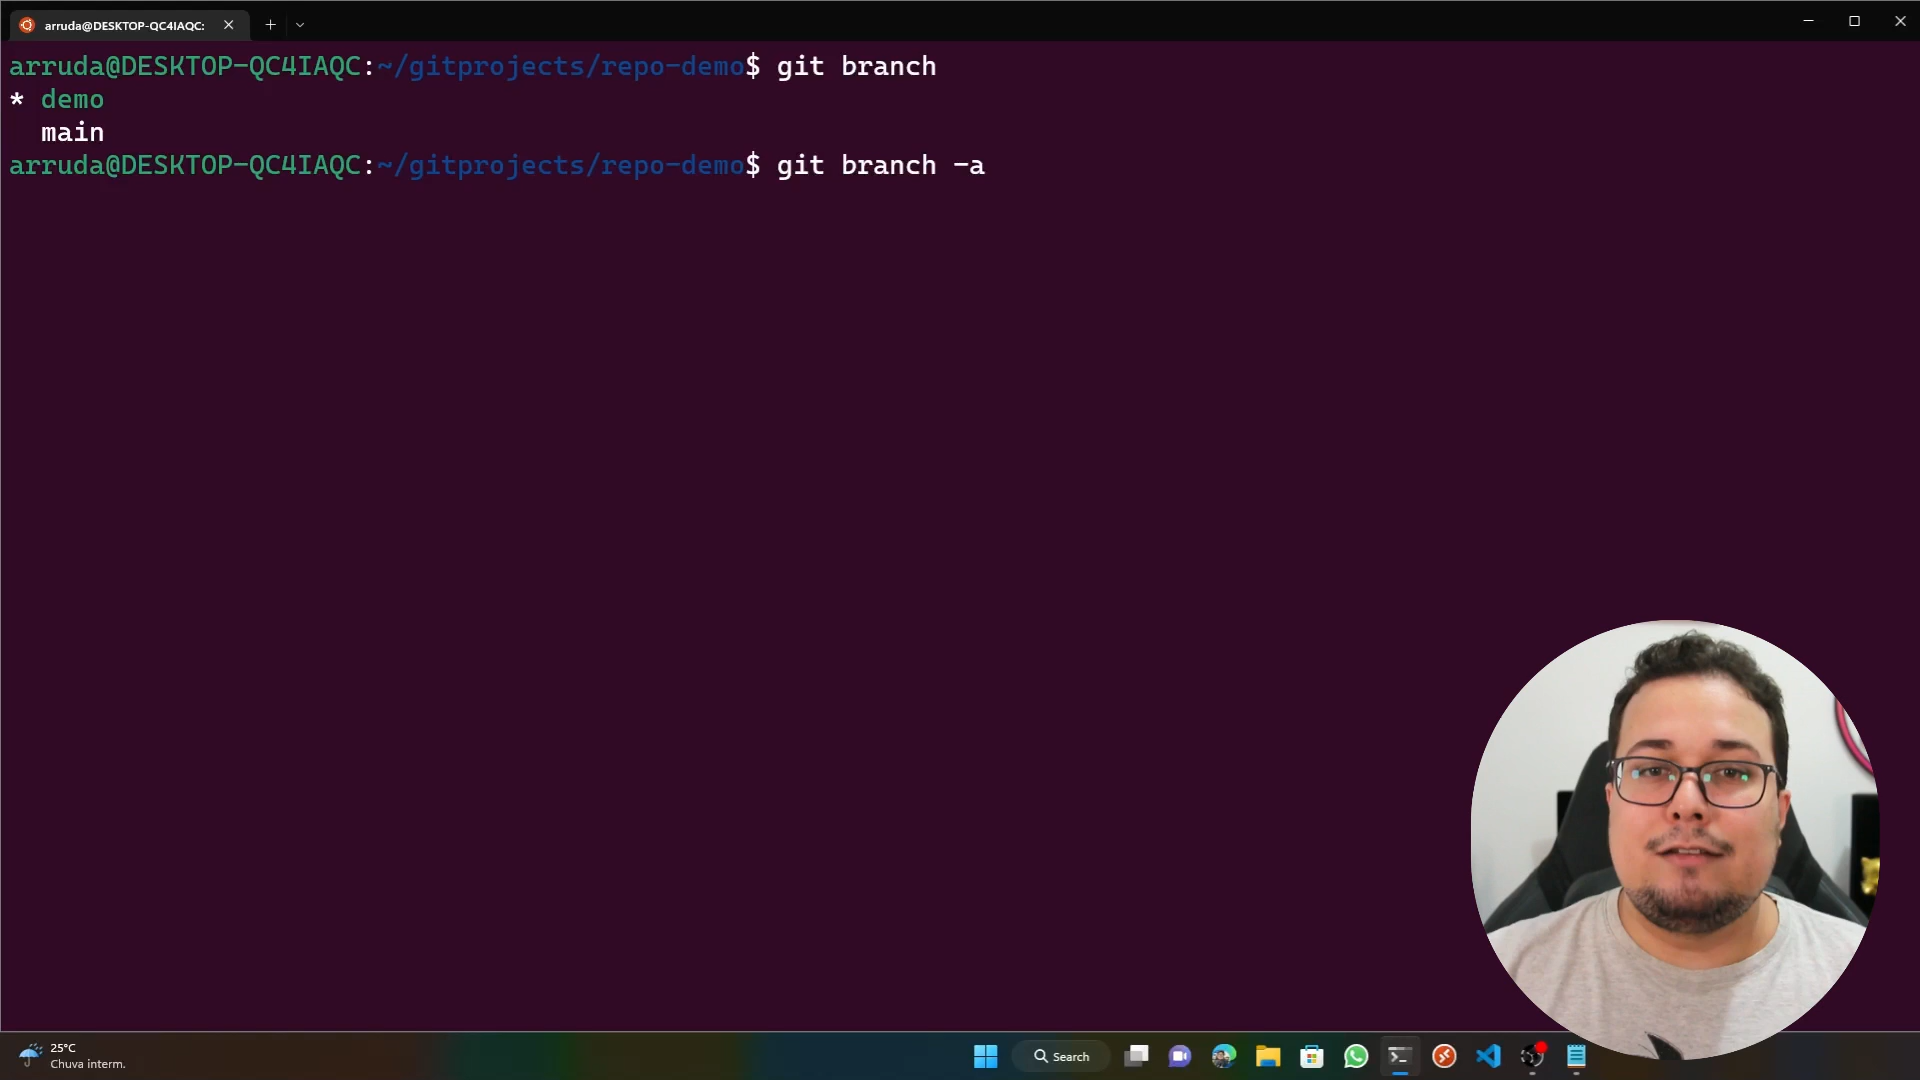 arruda@DESKTOP-QC4IAQC:
arruda@DESKTOP-QC4IAQC:~/gitprojects/repo-demo$ git branch
* demo
  main
arruda@DESKTOP-QC4IAQC:~/gitprojects/repo-demo$ git branch -a
25°C
Chuva interm.
Search